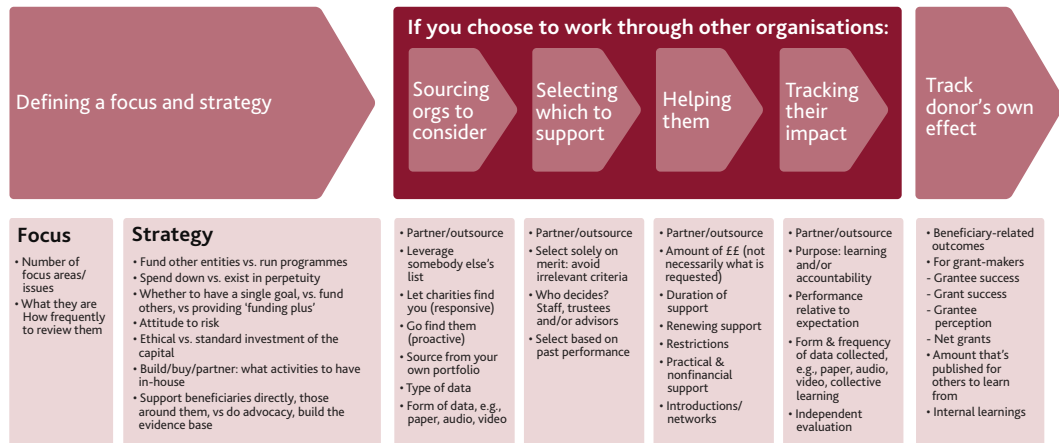 Defining a focus and strategy
If you choose to work through other organisations:
Sourcing
orgs to
consider
Selecting
which to
support
Helping
them
Tracking
their
impact
Track
donor's own
effect
Focus
• Number of
focus areas/
issues
• What they are
How frequently
to review them
Strategy
• Fund other entities vs. run programmes
• Spend down vs. exist in perpetuity
• Whether to have a single goal, vs. fund
others, vs providing 'funding plus'
• Attitude to risk
• Ethical vs. standard investment of the
capital
• Build/buy/partner: what activities to have
in-house
• Support beneficiaries directly, those
around them, vs do advocacy, build the
evidence base
• Partner/outsource
• Leverage
somebody else's
list
• Let charities find
you (responsive)
• Go find them
(proactive)
• Source from your
own portfolio
• Type of data
• Form of data, e.g.,
paper, audio, video
• Partner/outsource
• Select solely on
merit: avoid
irrelevant criteria
• Who decides?
Staff, trustees
and/or advisors
• Select based on
past performance
• Partner/outsource
• Amount of ££ (not
necessarily what is
requested)
• Duration of
support
• Renewing support
• Restrictions
• Practical &
nonfinancial
support
• Introductions/
networks
• Partner/outsource
• Purpose: learning
and/or
accountability
• Performance
relative to
expectation
• Form & frequency
of data collected,
e.g., paper, audio,
video, collective
learning
• Independent
evaluation
• Beneficiary-related
outcomes
• For grant-makers
- Grantee success
- Grant success
- Grantee
perception
- Net grants
• Amount that's
published for
others to learn
from
• Internal learnings